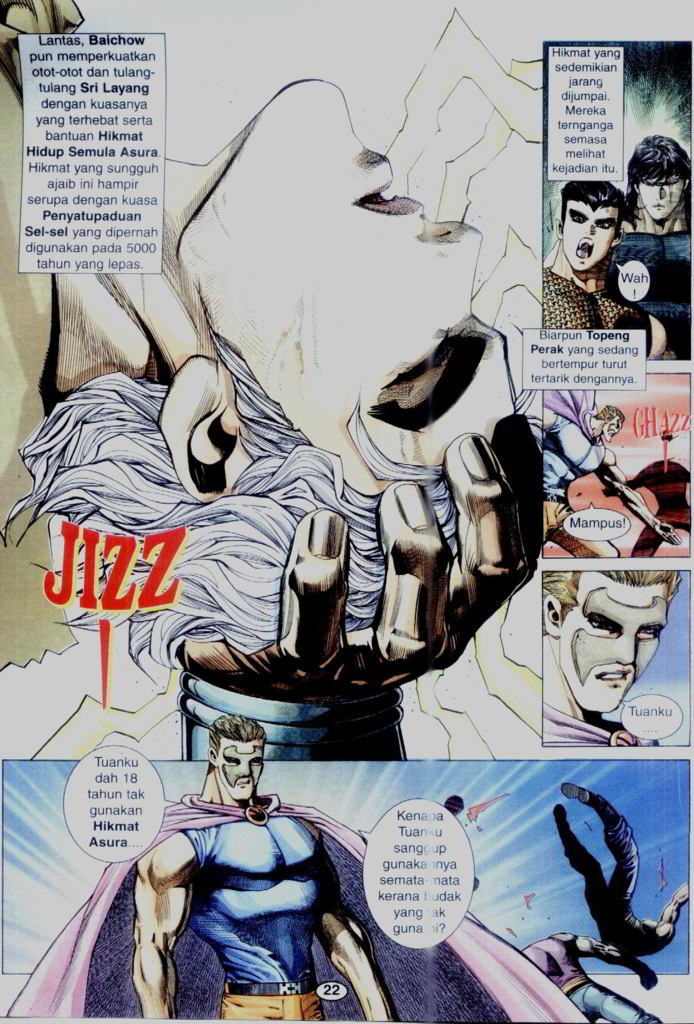 Lantas, Baichow
pun memperkuatkan
otot-otot dan tulang-
tulang Sri Layang
dengan kuasanya
yang terhebat serta
bantuan Hikmat
Hidup Semula Asura.
Hikmat yang sungguh
ajaib ini hampir
serupa dengan kuasa
Penyatupaduan
Sel-sel yang dipernah
digunakan pada 5000
tahun yang lepas.
Hikmat yang
sedemikian
jarang
dijumpai.
Mereka
ternganga
semasa
melihat
kejadian itu.
Wah
!
Biarpun Topeng
Perak yang sedang
bertempur turut
tertarik dengannya.
GHAZZ
!
Mampus!
JIZZ
!
Tuanku
....
Tuanku
dah 18
tahun tak
gunakan
Hikmat
Asura....
Kenapa
Tuanku
sanggup
gunakannya
semata-mata
kerana budak
yang tak
guna ni?
22